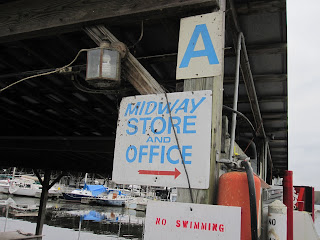 A
MIDWAY
STORE
AND
OFFICE
NO SWIMMING